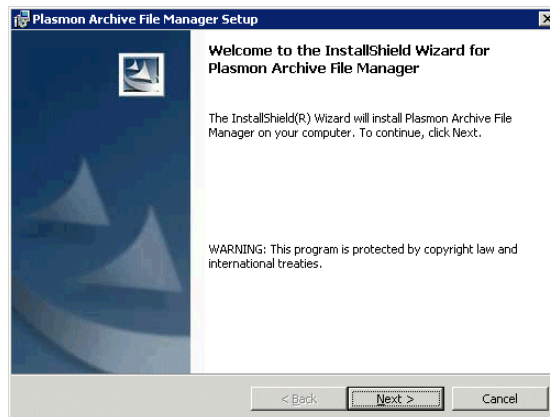 Plasmon Archive File Manager Setup
Welcome to the InstallShield Wizard for
Plasmon Archive File Manager
The InstallShield(R) Wizard will install Plasmon Archive File
Manager on your computer. To continue, click Next.
WARNING: This program is protected by copyright law and
international treaties.
< Back
Next >
Cancel